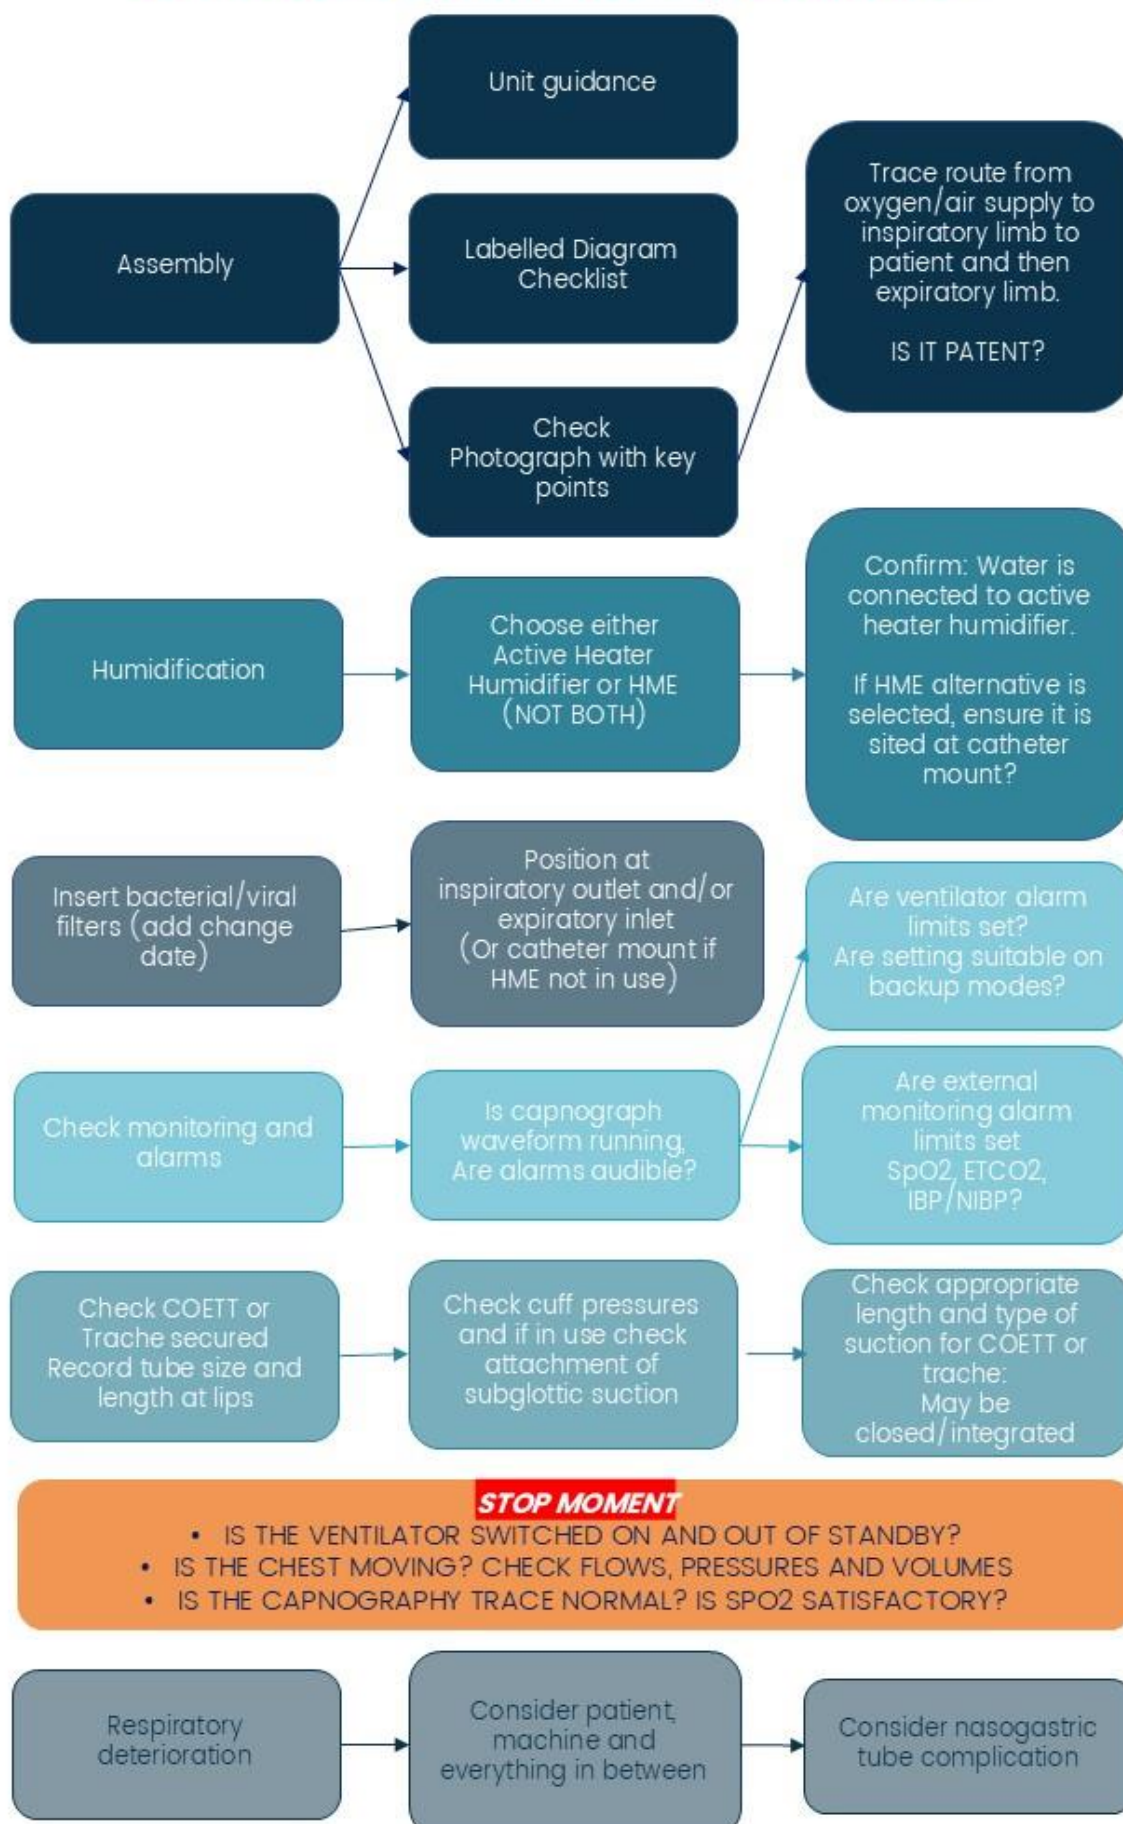 Unit guidance
Assembly
Labelled Diagram
Checklist
Check
Photograph with key
points
Trace route from
oxygen/air supply to
inspiratory limb to
patient and then
expiratory limb.
IS IT PATENT?
Humidification
Choose either
Active Heater
Humidifier or HME
(NOT BOTH)
Confirm: Water is
connected to active
heater humidifier.
If HME alternative is
selected, ensure it is
sited at catheter
mount?
Insert bacterial/viral
filters (add change
date)
Position at
inspiratory outlet and/or
expiratory inlet
(Or catheter mount if
HME not in use)
Check monitoring and
alarms
Is capnograph
waveform running,
Are alarms audible?
Are ventilator alarm
limits set?
Are setting suitable on
backup modes?
Are external
monitoring alarm
limits set
SpO2, ETCO2,
IBP/NIBP?
Check COETT or
Trache secured
Record tube size and
length at lips
Check cuff pressures
and if in use check
attachment of
subglottic suction
Check appropriate
length and type of
suction for COETT or
trache:
May be
closed/integrated
STOP MOMENT
• IS THE VENTILATOR SWITCHED ON AND OUT OF STANDBY?
• IS THE CHEST MOVING? CHECK FLOWS, PRESSURES AND VOLUMES
• IS THE CAPNOGRAPHY TRACE NORMAL? IS SPO2 SATISFACTORY?
Respiratory
deterioration
Consider patient,
machine and
everything in between
Consider nasogastric
tube complication